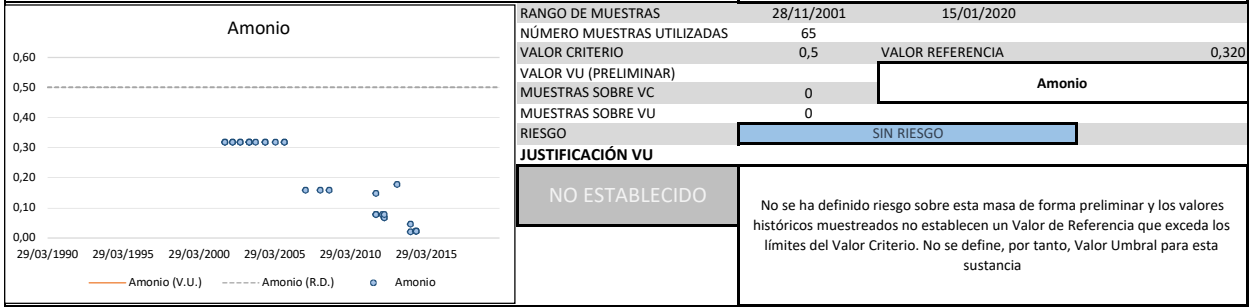 Amonio
0,60
0,50
0,40
0,30
0,20
0,10
0,00
29/03/1990 29/03/1995 29/03/2000 29/03/2005 29/03/2010 29/03/2015
Amonio (V.U.) Amonio (R.D.) Amonio
RANGO DE MUESTRAS 28/11/2001 15/01/2020
NÚMERO MUESTRAS UTILIZADAS 65
VALOR CRITERIO 0,5 VALOR REFERENCIA 0,320
VALOR VU (PRELIMINAR)
Amonio
MUESTRAS SOBRE VC 0
MUESTRAS SOBRE VU 0
RIESGO SIN RIESGO
JUSTIFICACIÓN VU
NO ESTABLECIDO
No se ha definido riesgo sobre esta masa de forma preliminar y los valores
históricos muestreados no establecen un Valor de Referencia que exceda los
límites del Valor Criterio. No se define, por tanto, Valor Umbral para esta
sustancia